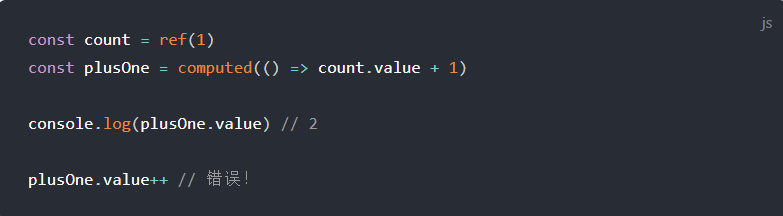 js
const count = ref(1)
const plusOne = computed(() => count.value + 1)
console.log(plusOne.value) // 2
plusOne.value++ // 错误!